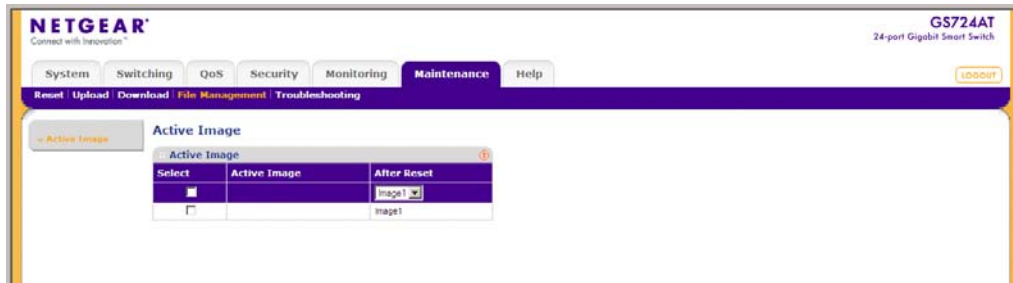 NETGEAR
Connect with Innovation™
GS724AT
24-port Gigabit Smart Switch
System Switching QoS Security Monitoring Maintenance Help
LOGOUT
Reset Upload Download File Management Troubleshooting
Active Image
Active Image
Active Image
Select Active Image After Reset
Image1
Image1